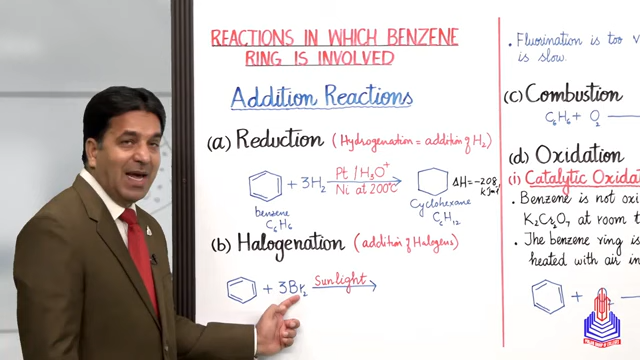 REACTIONS IN WHICH BENZENE
RING IS INVOLVED
Addition Reactions
(a) Reduction (Hydrogenation = addition of H₂)
+ 3H₂ Pt / H₃O⁺
Ni at 200°C
ΔH = -208
benzene
C₆H₆
Cyclohexane
C₆H₁₂
(b) Halogenation (addition of Halogens)
+ 3Br₂ Sunlight
• Fluorination is too v
is slow.
(c) Combustion
C₆H₆ + O₂
(d) Oxidation
(i) Catalytic Oxida
• Benzene is not oxi
K₂Cr₂O₇ at room t
• The benzene ring is
heated with air in
+